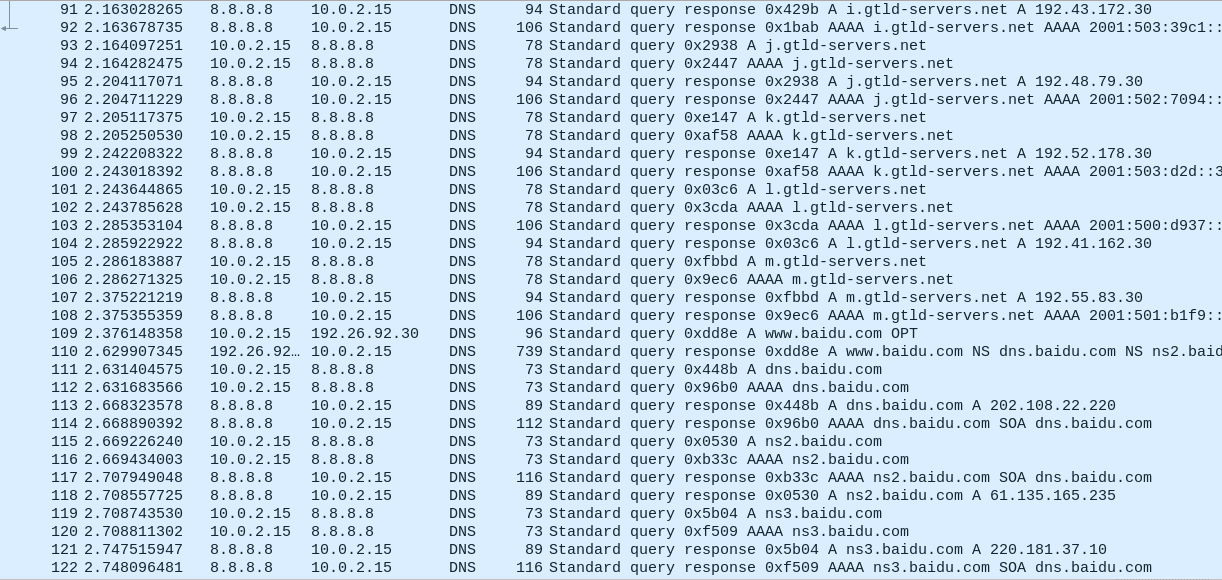 91 2.163028265 8.8.8.8 10.0.2.15 DNS 94 Standard query response 0x429b A i.gtld-servers.net A 192.43.172.30
92 2.163678735 8.8.8.8 10.0.2.15 DNS 106 Standard query response 0x1bab AAAA i.gtld-servers.net AAAA 2001:503:39c1::
93 2.164097251 10.0.2.15 8.8.8.8 DNS 78 Standard query 0x2938 A j.gtld-servers.net
94 2.164282475 10.0.2.15 8.8.8.8 DNS 78 Standard query 0x2447 AAAA j.gtld-servers.net
95 2.204117071 8.8.8.8 10.0.2.15 DNS 94 Standard query response 0x2938 A j.gtld-servers.net A 192.48.79.30
96 2.204711229 8.8.8.8 10.0.2.15 DNS 106 Standard query response 0x2447 AAAA j.gtld-servers.net AAAA 2001:502:7094::
97 2.205117375 10.0.2.15 8.8.8.8 DNS 78 Standard query 0xe147 A k.gtld-servers.net
98 2.205250530 10.0.2.15 8.8.8.8 DNS 78 Standard query 0xaf58 AAAA k.gtld-servers.net
99 2.242208322 8.8.8.8 10.0.2.15 DNS 94 Standard query response 0xe147 A k.gtld-servers.net A 192.52.178.30
100 2.243018392 8.8.8.8 10.0.2.15 DNS 106 Standard query response 0xaf58 AAAA k.gtld-servers.net AAAA 2001:503:d2d::3
101 2.243644865 10.0.2.15 8.8.8.8 DNS 78 Standard query 0x03c6 A l.gtld-servers.net
102 2.243785628 10.0.2.15 8.8.8.8 DNS 78 Standard query 0x3cda AAAA l.gtld-servers.net
103 2.285353104 8.8.8.8 10.0.2.15 DNS 106 Standard query response 0x3cda AAAA l.gtld-servers.net AAAA 2001:500:d937::
104 2.285922922 8.8.8.8 10.0.2.15 DNS 94 Standard query response 0x03c6 A l.gtld-servers.net A 192.41.162.30
105 2.286183887 10.0.2.15 8.8.8.8 DNS 78 Standard query 0xfbbd A m.gtld-servers.net
106 2.286271325 10.0.2.15 8.8.8.8 DNS 78 Standard query 0x9ec6 AAAA m.gtld-servers.net
107 2.375221219 8.8.8.8 10.0.2.15 DNS 94 Standard query response 0xfbbd A m.gtld-servers.net A 192.55.83.30
108 2.375355359 8.8.8.8 10.0.2.15 DNS 106 Standard query response 0x9ec6 AAAA m.gtld-servers.net AAAA 2001:501:b1f9::
109 2.376148358 10.0.2.15 192.26.92.30 DNS 96 Standard query 0xdd8e A www.baidu.com OPT
110 2.629907345 192.26.92… 10.0.2.15 DNS 739 Standard query response 0xdd8e A www.baidu.com NS dns.baidu.com NS ns2.baid
111 2.631404575 10.0.2.15 8.8.8.8 DNS 73 Standard query 0x448b A dns.baidu.com
112 2.631683566 10.0.2.15 8.8.8.8 DNS 73 Standard query 0x96b0 AAAA dns.baidu.com
113 2.668323578 8.8.8.8 10.0.2.15 DNS 89 Standard query response 0x448b A dns.baidu.com A 202.108.22.220
114 2.668890392 8.8.8.8 10.0.2.15 DNS 112 Standard query response 0x96b0 AAAA dns.baidu.com SOA dns.baidu.com
115 2.669226240 10.0.2.15 8.8.8.8 DNS 73 Standard query 0x0530 A ns2.baidu.com
116 2.669434003 10.0.2.15 8.8.8.8 DNS 73 Standard query 0xb33c AAAA ns2.baidu.com
117 2.707949048 8.8.8.8 10.0.2.15 DNS 116 Standard query response 0xb33c AAAA ns2.baidu.com SOA dns.baidu.com
118 2.708557725 8.8.8.8 10.0.2.15 DNS 89 Standard query response 0x0530 A ns2.baidu.com A 61.135.165.235
119 2.708743530 10.0.2.15 8.8.8.8 DNS 73 Standard query 0x5b04 A ns3.baidu.com
120 2.708811302 10.0.2.15 8.8.8.8 DNS 73 Standard query 0xf509 AAAA ns3.baidu.com
121 2.747515947 8.8.8.8 10.0.2.15 DNS 89 Standard query response 0x5b04 A ns3.baidu.com A 220.181.37.10
122 2.748096481 8.8.8.8 10.0.2.15 DNS 116 Standard query response 0xf509 AAAA ns3.baidu.com SOA dns.baidu.com